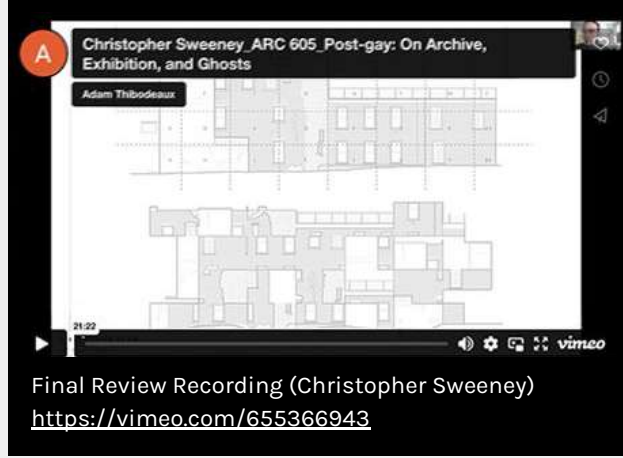 A
Christopher Sweeney_ARC 605_Post-gay: On Archive,
Exhibition, and Ghosts
Adam Thibodeaux
21:22
vimeo
Final Review Recording (Christopher Sweeney)
https://vimeo.com/655366943